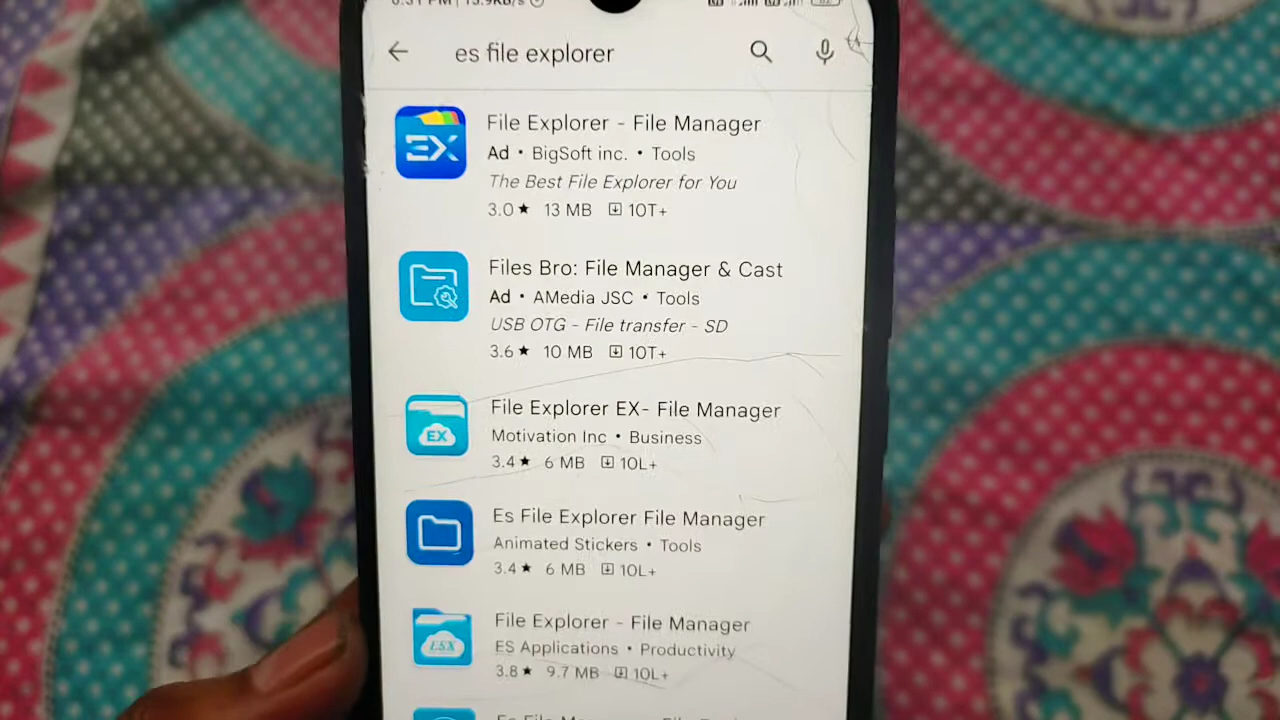 es file explorer
EX
File Explorer - File Manager
Ad • BigSoft inc. • Tools
The Best File Explorer for You
3.0★ 13 MB 10T+
Files Bro: File Manager & Cast
Ad • AMedia JSC • Tools
USB OTG - File transfer - SD
3.6★ 10 MB 10T+
EX
File Explorer EX- File Manager
Motivation Inc • Business
3.4★ 6 MB 10L+
Es File Explorer File Manager
Animated Stickers • Tools
3.4★ 6 MB 10L+
File Explorer - File Manager
ES Applications • Productivity
3.8★ 9.7 MB 10L+